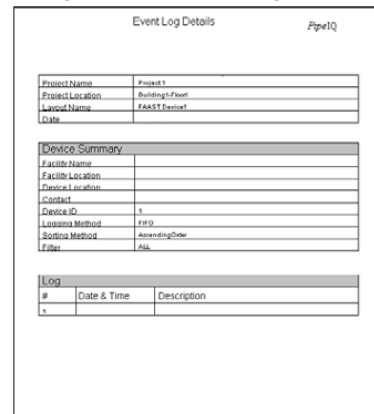 Event Log Details
PipeIQ
Project Name Project 1
Project Location Building1-Floor1
Layout Name FAAST Device1
Date
Device Summary
Facility Name
Facility Location
Device Location
Contact
Device ID 1
Logging Method FIFO
Sorting Method AscendingOrder
Filter ALL
Log
# Date & Time Description
1